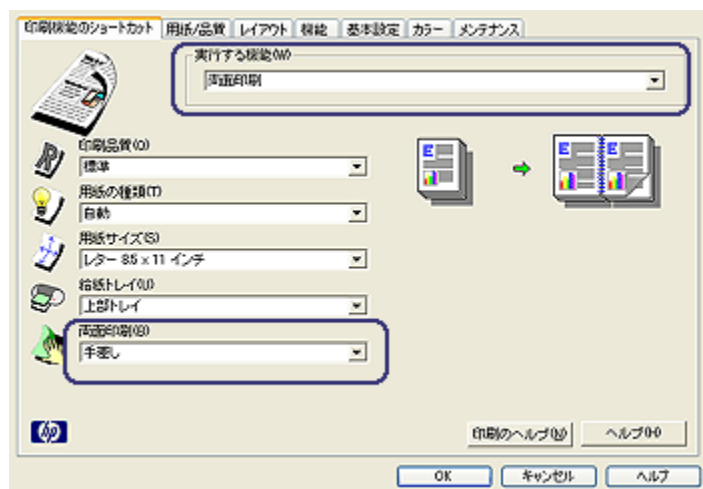 印刷機能のショートカット 用紙/品質 レイアウト 機能 基本設定 カラー メンテナンス
実行する機能(W)
両面印刷
印刷品質(Q)
標準
用紙の種類(T)
自動
用紙サイズ(S)
レター 8.5 x 11 インチ
給紙トレイ(U)
上部トレイ
両面印刷(B)
手差し
E E E
hp
印刷のヘルプ(N) ヘルプ(H)
OK キャンセル ヘルプ